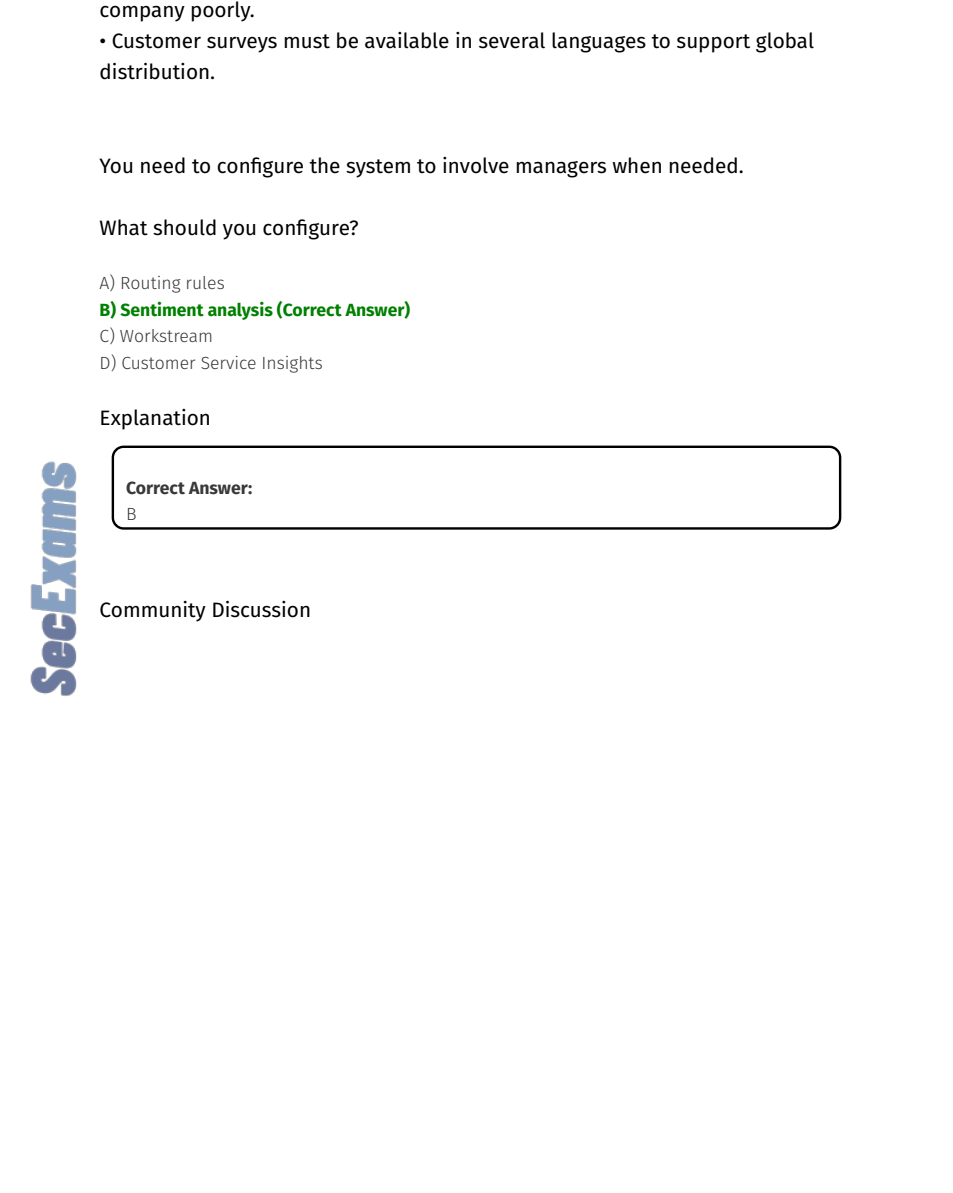 company poorly.
• Customer surveys must be available in several languages to support global
distribution.
You need to configure the system to involve managers when needed.
What should you configure?
A) Routing rules
B) Sentiment analysis (Correct Answer)
C) Workstream
D) Customer Service Insights
Explanation
Correct Answer:
B
SecExams
Community Discussion